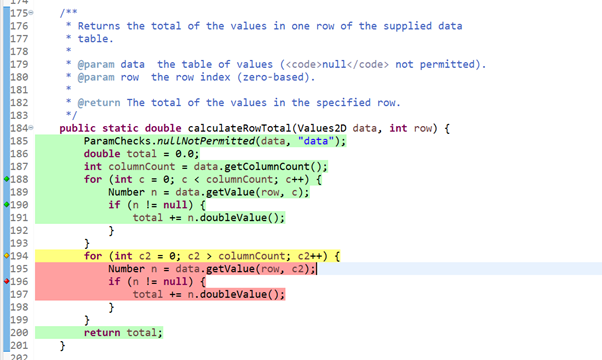 174
175 /**
176 * Returns the total of the values in one row of the supplied data
177 * table.
178 *
179 * @param data  the table of values (<code>null</code> not permitted).
180 * @param row  the row index (zero-based).
181 *
182 * @return The total of the values in the specified row.
183 */
184 public static double calculateRowTotal(Values2D data, int row) {
185 ParamChecks.nullNotPermitted(data, "data");
186 double total = 0.0;
187 int columnCount = data.getColumnCount();
188 for (int c = 0; c < columnCount; c++) {
189 Number n = data.getValue(row, c);
190 if (n != null) {
191 total += n.doubleValue();
192 }
193 }
194 for (int c2 = 0; c2 > columnCount; c2++) {
195 Number n = data.getValue(row, c2);
196 if (n != null) {
197 total += n.doubleValue();
198 }
199 }
200 return total;
201 }
202